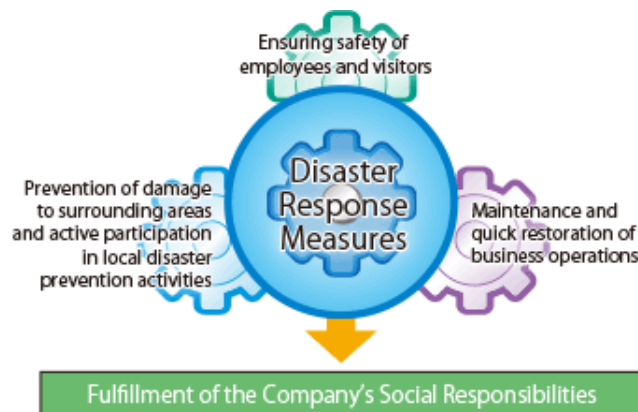 Ensuring safety of
employees and visitors
Disaster
Response
Measures
Prevention of damage
to surrounding areas
and active participation
in local disaster
prevention activities
Maintenance and
quick restoration of
business operations
Fulfillment of the Company's Social Responsibilities